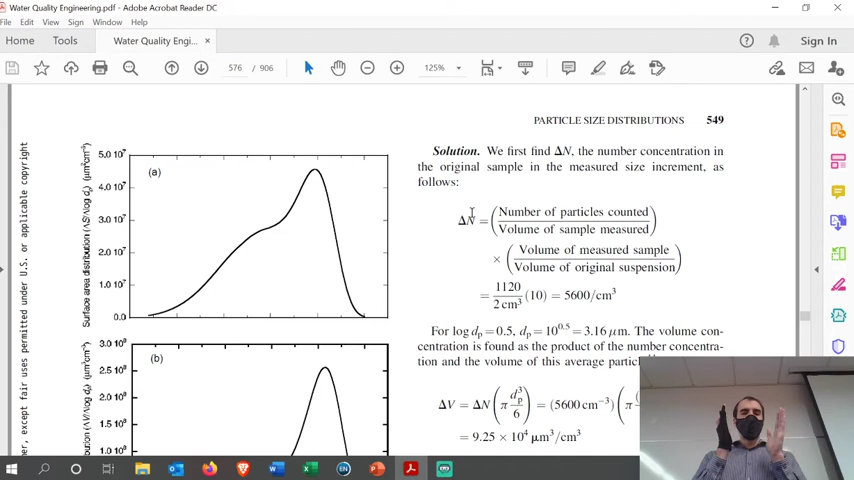 Water Quality Engineering.pdf - Adobe Acrobat Reader DC
File Edit View Sign Window Help
Home Tools Water Quality Engi... × Sign In
576 / 906 125%
PARTICLE SIZE DISTRIBUTIONS 549
, except fair uses permitted under U.S. or applicable copyright
Surface area distribution (ΔS/Δlog dₚ) (μm²cm⁻³)
5.0 10⁷
4.0 10⁷
3.0 10⁷
2.0 10⁷
1.0 10⁷
0.0
(a)
ution (ΔV/Δlog dₚ) (μm³cm⁻³)
3.0 10⁸
2.5 10⁸
2.0 10⁸
1.5 10⁸
1.0 10⁸
(b)
Solution. We first find ΔN, the number concentration in
the original sample in the measured size increment, as
follows:
ΔN = (Number of particles counted / Volume of sample measured)
× (Volume of measured sample / Volume of original suspension)
= 1120 / 2 cm³ (10) = 5600/cm³
For log dₚ = 0.5, dₚ = 10⁰·⁵ = 3.16 μm. The volume con-
centration is found as the product of the number concentra-
tion and the volume of this average partic
ΔV = ΔN (π dₚ³ / 6) = (5600 cm⁻³) (π
= 9.25 × 10⁴ μm³/cm³